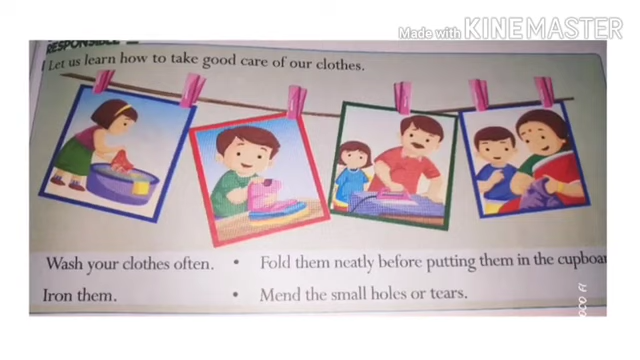 Made with KINEMASTER
RESPONSIBLE
Let us learn how to take good care of our clothes.
Wash your clothes often. • Fold them neatly before putting them in the cupboar
Iron them. • Mend the small holes or tears.